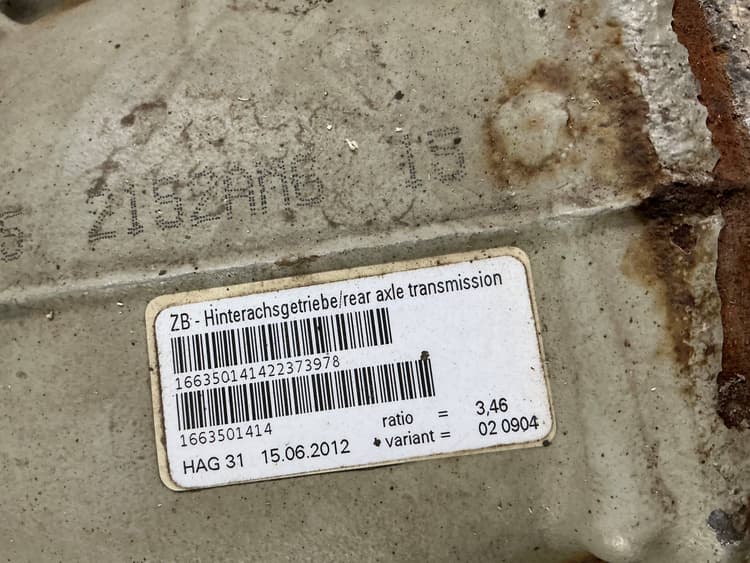 2152AMG 15
ZB - Hinterachsgetriebe/rear axle transmission
166350141422373978
1663501414
ratio = 3,46
variant = 02 0904
HAG 31 15.06.2012